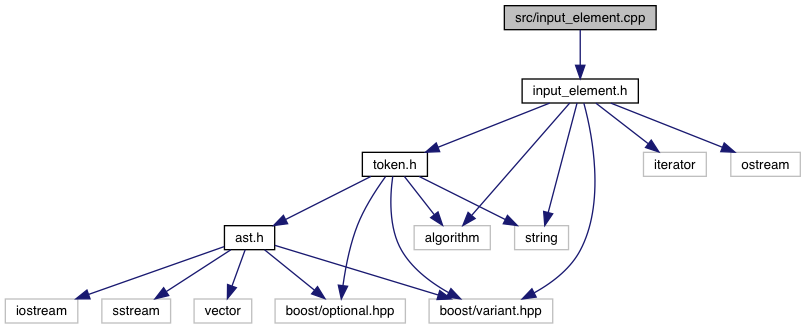 src/input_element.cpp
input_element.h
token.h
iterator
ostream
ast.h
algorithm
string
iostream
sstream
vector
boost/optional.hpp
boost/variant.hpp